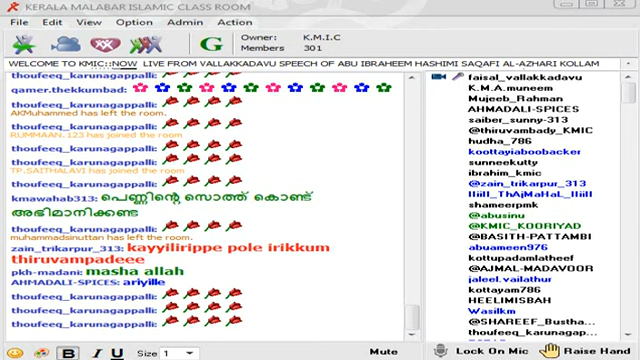 KERALA MALABAR ISLAMIC CLASS ROOM
File Edit View Option Admin Action
G
Owner: K.M.I.C
Members 301
WELCOME TO KMIC::NOW LIVE FROM VALLAKKADAVU SPEECH OF ABU IBRAHEEM HASHIMI SAQAFI AL-AZHARI KOLLAM
thoufeeq_karunagappalli:
qamer.thekkumbad:
thoufeeq_karunagappalli:
AKMuhammed has left the room.
thoufeeq_karunagappalli:
RUMMAAN.123 has joined the room
thoufeeq_karunagappalli:
TP.SAITHALAVI has joined the room
thoufeeq_karunagappalli:
kmawahab313: പെണ്ണിന്റെ സൊത്ത് കൊണ്ട്
അഭിമാനിക്കണ്ട
thoufeeq_karunagappalli:
muhammadsinuttan has left the room.
zain_trikarpur_313: kayyilirippe pole irikkum
thiruvampadeee
pkh-madani: masha allah
AHMADALI-SPICES: ariyille
thoufeeq_karunagappalli:
thoufeeq_karunagappalli:
thoufeeq_karunagappalli:
faisal_vallakkadavu
K.M.A.muneem
Mujeeb_Rahman
AHMADALI-SPICES
saiber_sunny-313
@thiruvambady_KMIC
hudha_786
koottayiaboobacker
sunneekutty
ibrahim_kmic
@zain_trikarpur_313
IIüII_ThAjMaHaL_IIüII
shameerpmk
@abusinu
@KMIC_KOORIYAD
@BASITH-PATTAMBI
abuameen976
kottupadamlatheef
@AJMAL-MADAVOOR
jaleel.vailathur
kottayam786
HEELIMISBAH
Wasilkm
@SHAREEF_Bustha...
thoufeeq_karunagap...
B I U Size 1 Mute Lock On Mic Raise Hand